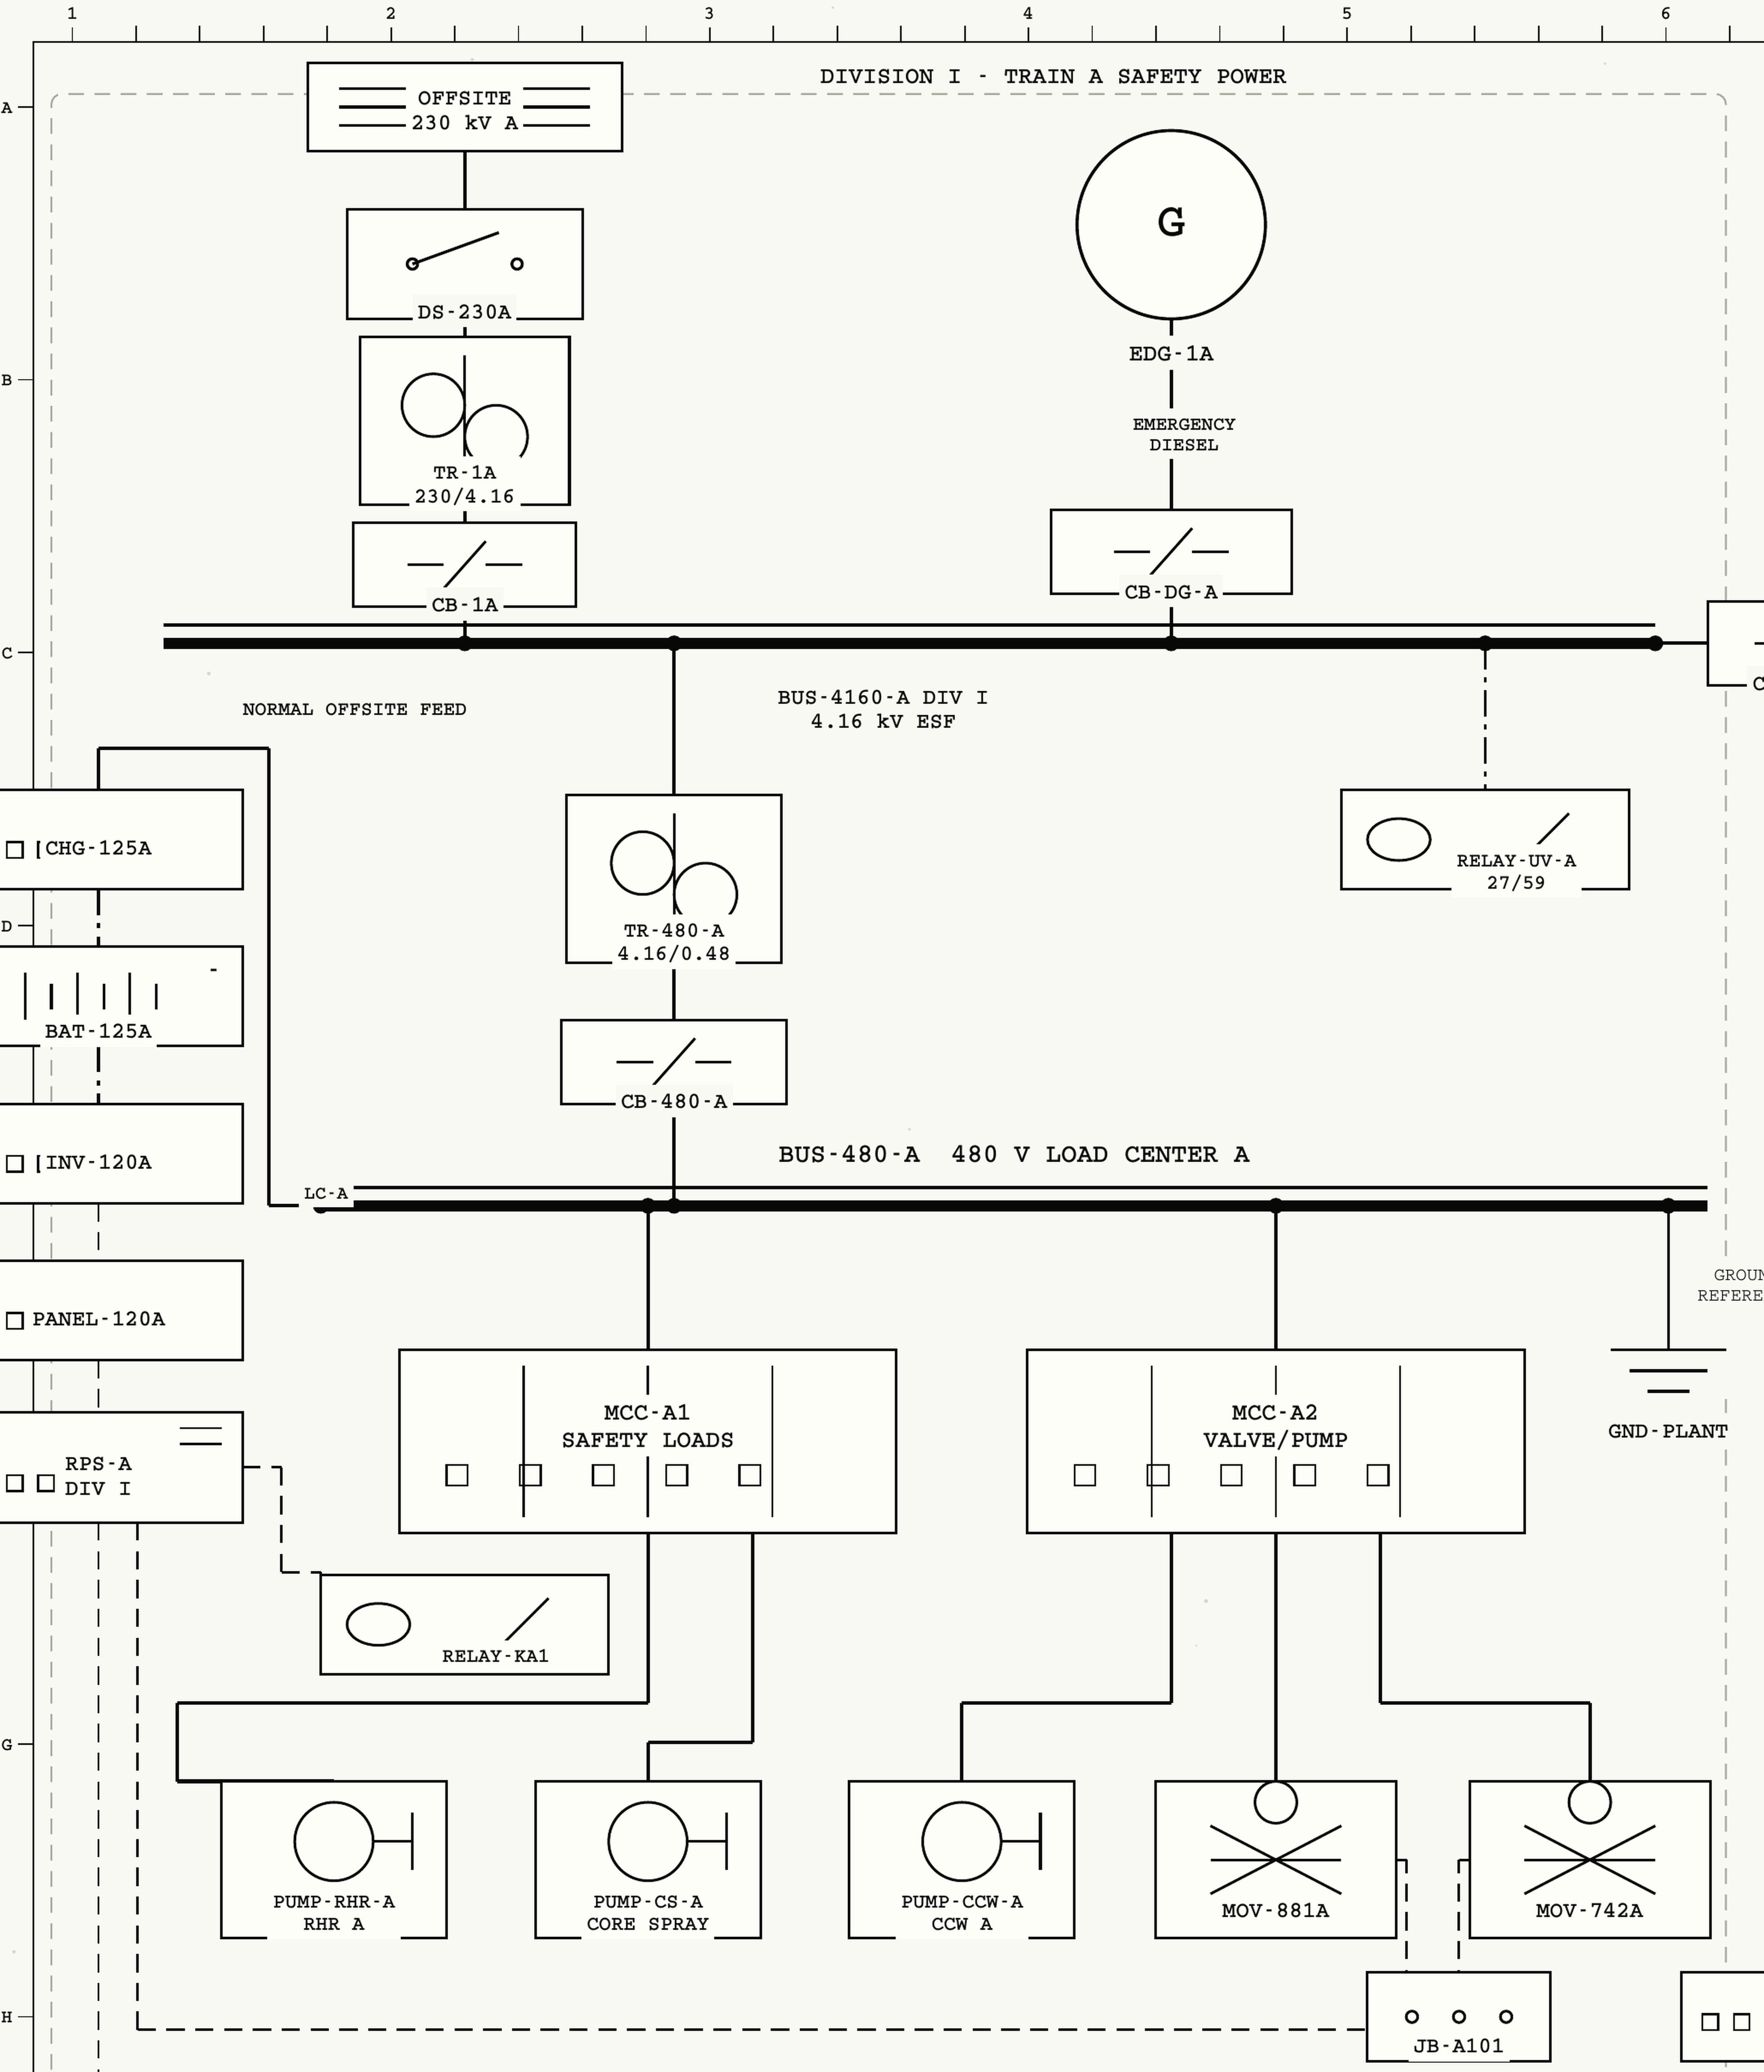 1 2 3 4 5 6
DIVISION I - TRAIN A SAFETY POWER
A
OFFSITE
230 kV A
G
DS-230A
EDG-1A
B
EMERGENCY
DIESEL
TR-1A
230/4.16
CB-DG-A
CB-1A
C
BUS-4160-A DIV I
4.16 kV ESF
NORMAL OFFSITE FEED
CHG-125A
RELAY-UV-A
27/59
D
TR-480-A
4.16/0.48
BAT-125A
CB-480-A
BUS-480-A 480 V LOAD CENTER A
INV-120A
LC-A
PANEL-120A
MCC-A1
SAFETY LOADS
MCC-A2
VALVE/PUMP
GND-PLANT
RPS-A
DIV I
RELAY-KA1
G
PUMP-RHR-A
RHR A
PUMP-CS-A
CORE SPRAY
PUMP-CCW-A
CCW A
MOV-881A
MOV-742A
H
JB-A101